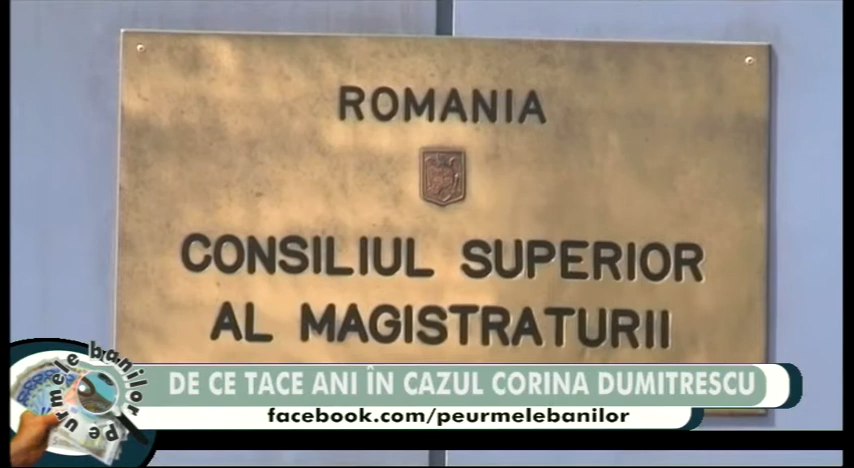 ROMANIA
CONSILIUL SUPERIOR
AL MAGISTRATURII
pe urmele banilor
DE CE TACE ANI ÎN CAZUL CORINA DUMITRESCU
facebook.com/peurmelebanilor